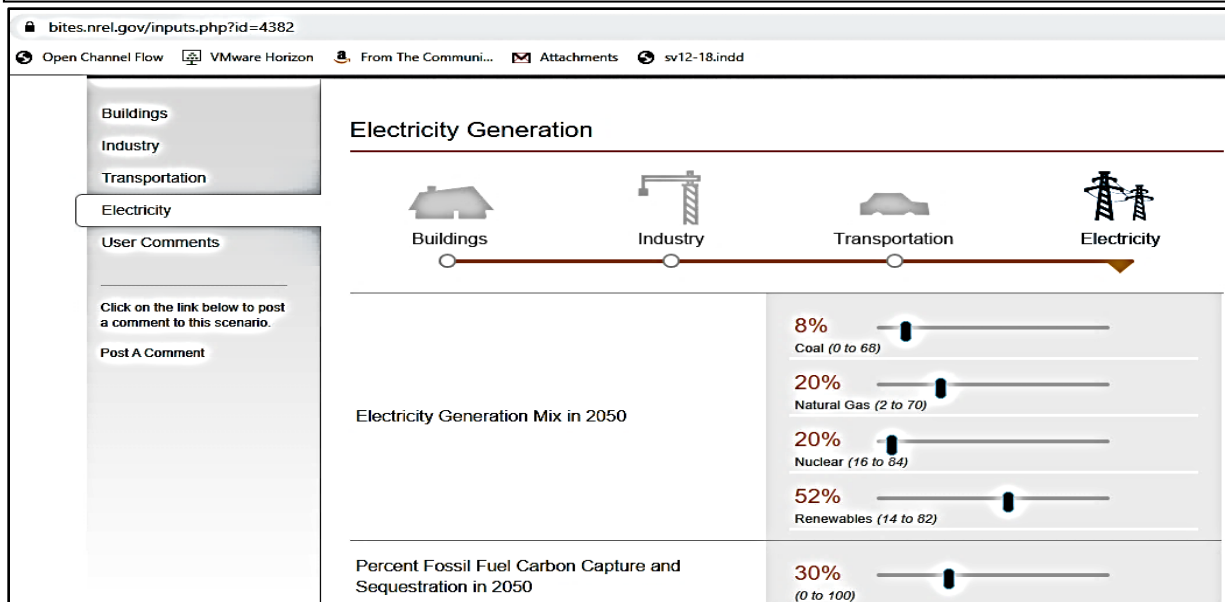 bites.nrel.gov/inputs.php?id=4382
Open Channel Flow VMware Horizon From The Communi... Attachments sv12-18.indd
Buildings
Industry
Transportation
Electricity
User Comments
Click on the link below to post
a comment to this scenario.
Post A Comment
Electricity Generation
Buildings Industry Transportation Electricity
Electricity Generation Mix in 2050
8%
Coal (0 to 68)
20%
Natural Gas (2 to 70)
20%
Nuclear (16 to 84)
52%
Renewables (14 to 82)
Percent Fossil Fuel Carbon Capture and
Sequestration in 2050
30%
(0 to 100)